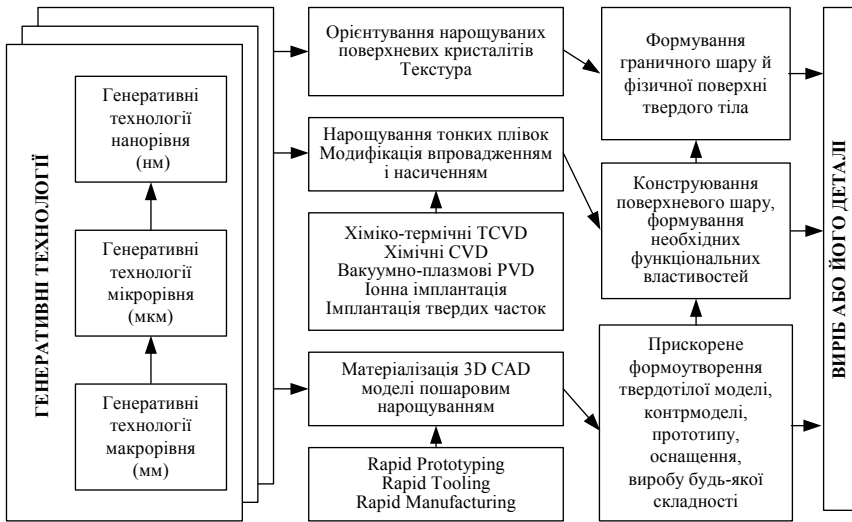 ГЕНЕРАТИВНІ ТЕХНОЛОГІЇ
Генеративні
технології
нанорівня
(нм)
Генеративні
технології
мікрорівня
(мкм)
Генеративні
технології
макрорівня
(мм)
Орієнтування нарощуваних
поверхневих кристалітів
Текстура
Нарощування тонких плівок
Модифікація впровадженням
і насиченням
Хіміко-термічні TCVD
Хімічні CVD
Вакуумно-плазмові PVD
Іонна імплантація
Імплантація твердих часток
Матеріалізація 3D CAD
моделі пошаровим
нарощуванням
Rapid Prototyping
Rapid Tooling
Rapid Manufacturing
Формування
граничного шару й
фізичної поверхні
твердого тіла
Конструювання
поверхневого шару,
формування
необхідних
функціональних
властивостей
Прискорене
формоутворення
твердотілої моделі,
контрмоделі,
прототипу,
оснащення,
виробу будь-якої
складності
ВИРІБ АБО ЙОГО ДЕТАЛІ